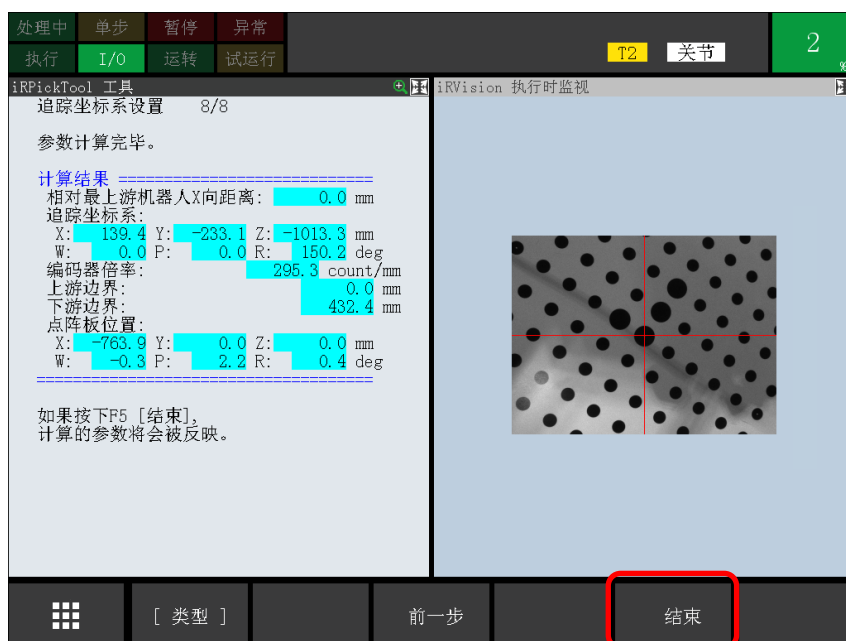 处理中 单步 暂停 异常
执行 I/O 运转 试运行
T2 关节
2 %
iRPickTool 工具
追踪坐标系设置 8/8
参数计算完毕。
计算结果 =============================
相对最上游机器人X向距离: 0.0 mm
追踪坐标系:
X: 139.4 Y: -233.1 Z: -1013.3 mm
W: 0.0 P: 0.0 R: 150.2 deg
编码器倍率: 295.3 count/mm
上游边界: 0.0 mm
下游边界: 432.4 mm
点阵板位置:
X: -763.9 Y: 0.0 Z: 0.0 mm
W: -0.3 P: 2.2 R: 0.4 deg
======================================
如果按下F5 [结束],
计算的参数将会被反映。
iRVision 执行时监视
[ 类型 ] 前一步 结束